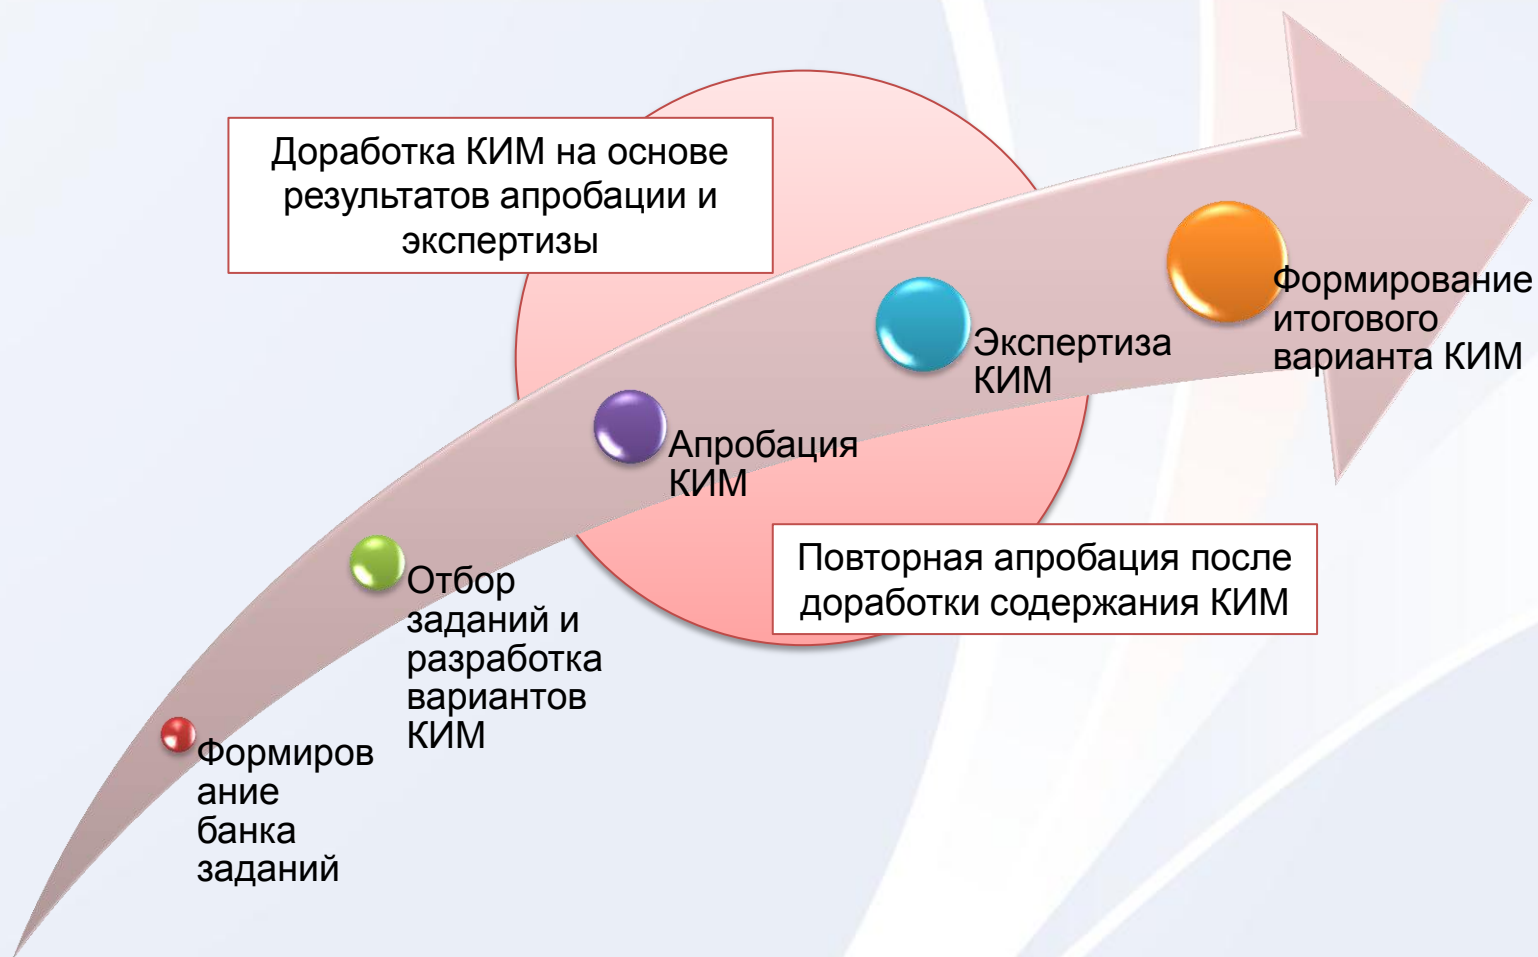 Доработка КИМ на основе
результатов апробации и
экспертизы
Формирование
итогового
варианта КИМ
Экспертиза
КИМ
Апробация
КИМ
Повторная апробация после
доработки содержания КИМ
Отбор
заданий и
разработка
вариантов
КИМ
Формиров
ание
банка
заданий